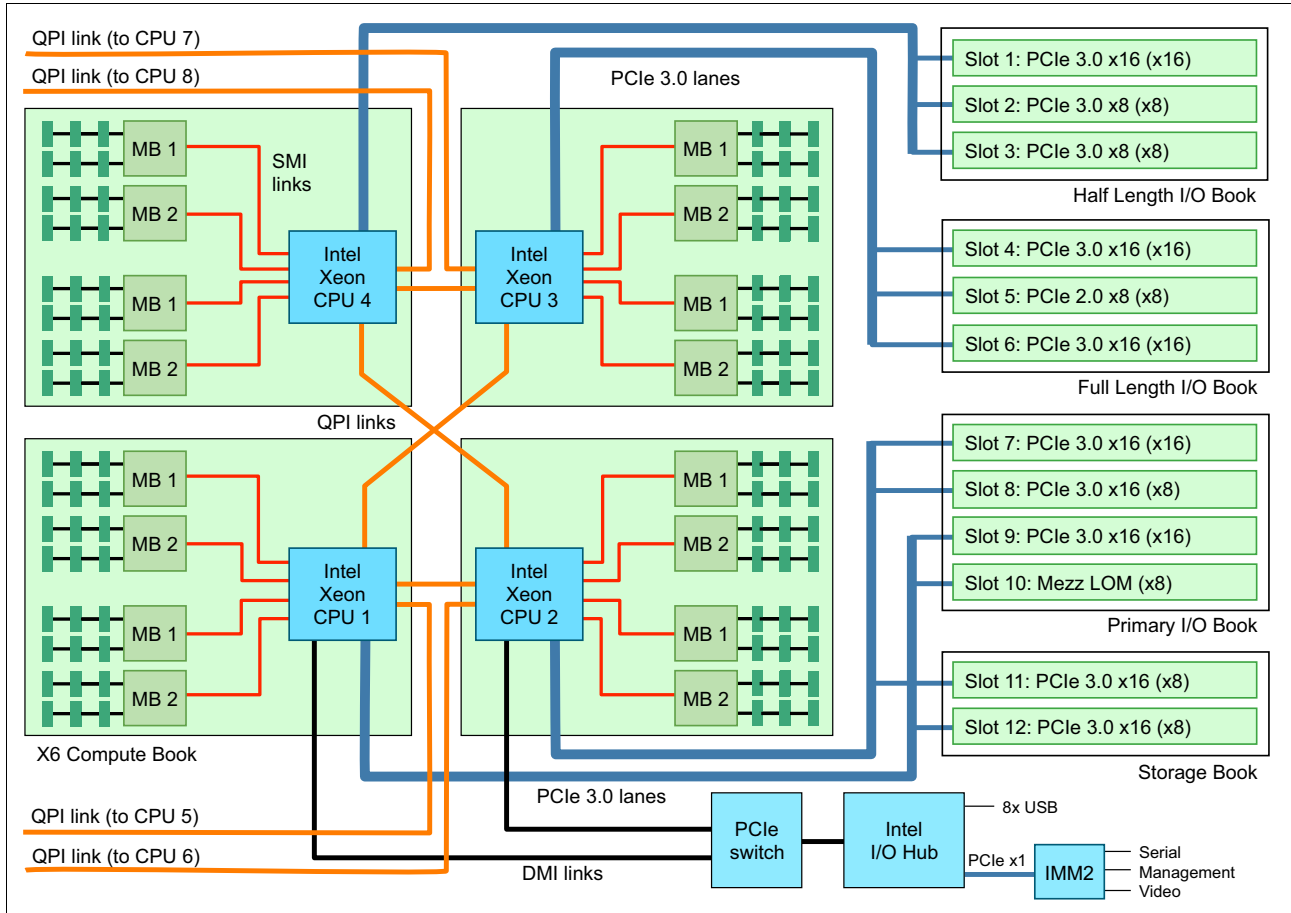 QPI link (to CPU 7)
QPI link (to CPU 8)
PCIe 3.0 lanes
Slot 1: PCIe 3.0 x16 (x16)
Slot 2: PCIe 3.0 x8 (x8)
Slot 3: PCIe 3.0 x8 (x8)
Half Length I/O Book
MB 1
MB 2
MB 1
MB 2
SMI
links
Intel
Xeon
CPU 4
Intel
Xeon
CPU 3
MB 1
MB 2
MB 1
MB 2
Slot 4: PCIe 3.0 x16 (x16)
Slot 5: PCIe 2.0 x8 (x8)
Slot 6: PCIe 3.0 x16 (x16)
Full Length I/O Book
QPI links
MB 1
MB 2
MB 1
MB 2
Intel
Xeon
CPU 1
Intel
Xeon
CPU 2
MB 1
MB 2
MB 1
MB 2
Slot 7: PCIe 3.0 x16 (x16)
Slot 8: PCIe 3.0 x16 (x8)
Slot 9: PCIe 3.0 x16 (x16)
Slot 10: Mezz LOM (x8)
Primary I/O Book
Slot 11: PCIe 3.0 x16 (x8)
Slot 12: PCIe 3.0 x16 (x8)
Storage Book
X6 Compute Book
PCIe 3.0 lanes
QPI link (to CPU 5)
QPI link (to CPU 6)
DMI links
PCIe
switch
Intel
I/O Hub
8x USB
PCIe x1
IMM2
Serial
Management
Video